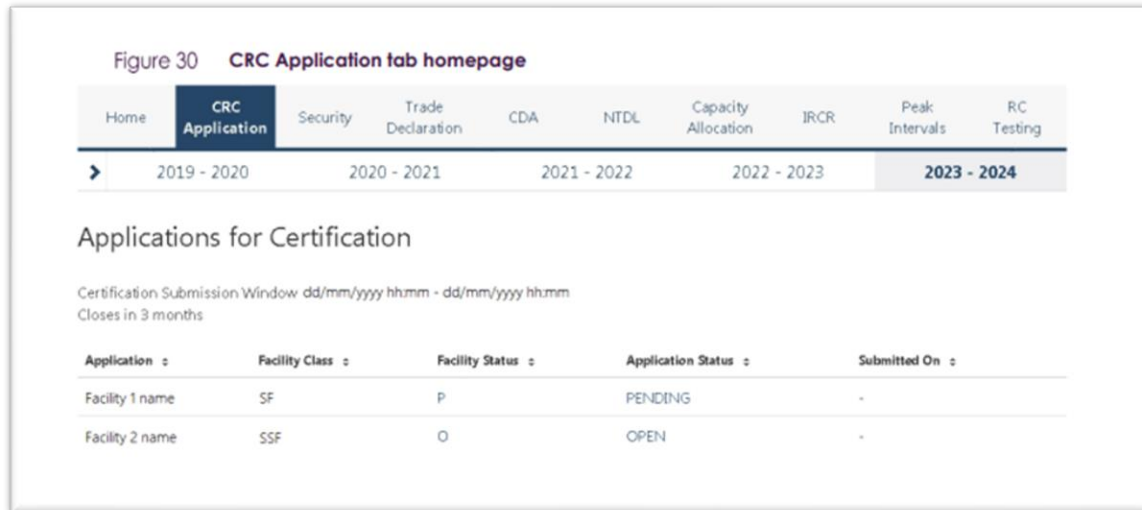 Figure 30 CRC Application tab homepage
Home CRC Application Security Trade Declaration CDA NTDL Capacity Allocation IRCR Peak Intervals RC Testing
2019 - 2020 2020 - 2021 2021 - 2022 2022 - 2023 2023 - 2024
Applications for Certification
Certification Submission Window dd/mm/yyyy hh:mm - dd/mm/yyyy hh:mm
Closes in 3 months
Application Facility Class Facility Status Application Status Submitted On
Facility 1 name SF P PENDING -
Facility 2 name SSF O OPEN -